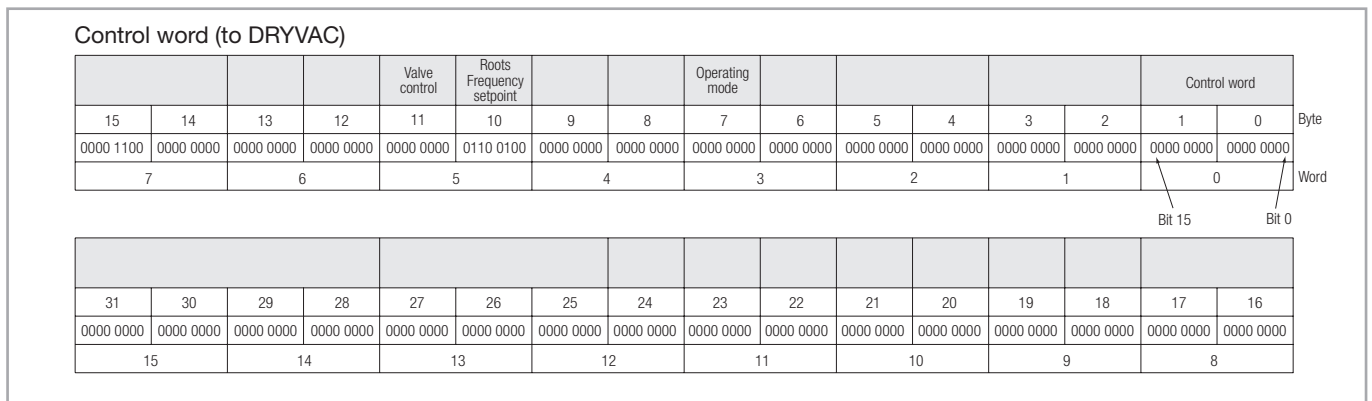 Control word (to DRYVAC)
Valve control Roots Frequency setpoint Operating mode Control word
15 14 13 12 11 10 9 8 7 6 5 4 3 2 1 0 Byte
0000 1100 0000 0000 0000 0000 0000 0000 0000 0000 0110 0100 0000 0000 0000 0000 0000 0000 0000 0000 0000 0000 0000 0000 0000 0000 0000 0000 0000 0000 0000 0000
7 6 5 4 3 2 1 0 Word
Bit 15 Bit 0
31 30 29 28 27 26 25 24 23 22 21 20 19 18 17 16
0000 0000 0000 0000 0000 0000 0000 0000 0000 0000 0000 0000 0000 0000 0000 0000 0000 0000 0000 0000 0000 0000 0000 0000 0000 0000 0000 0000 0000 0000 0000 0000
15 14 13 12 11 10 9 8